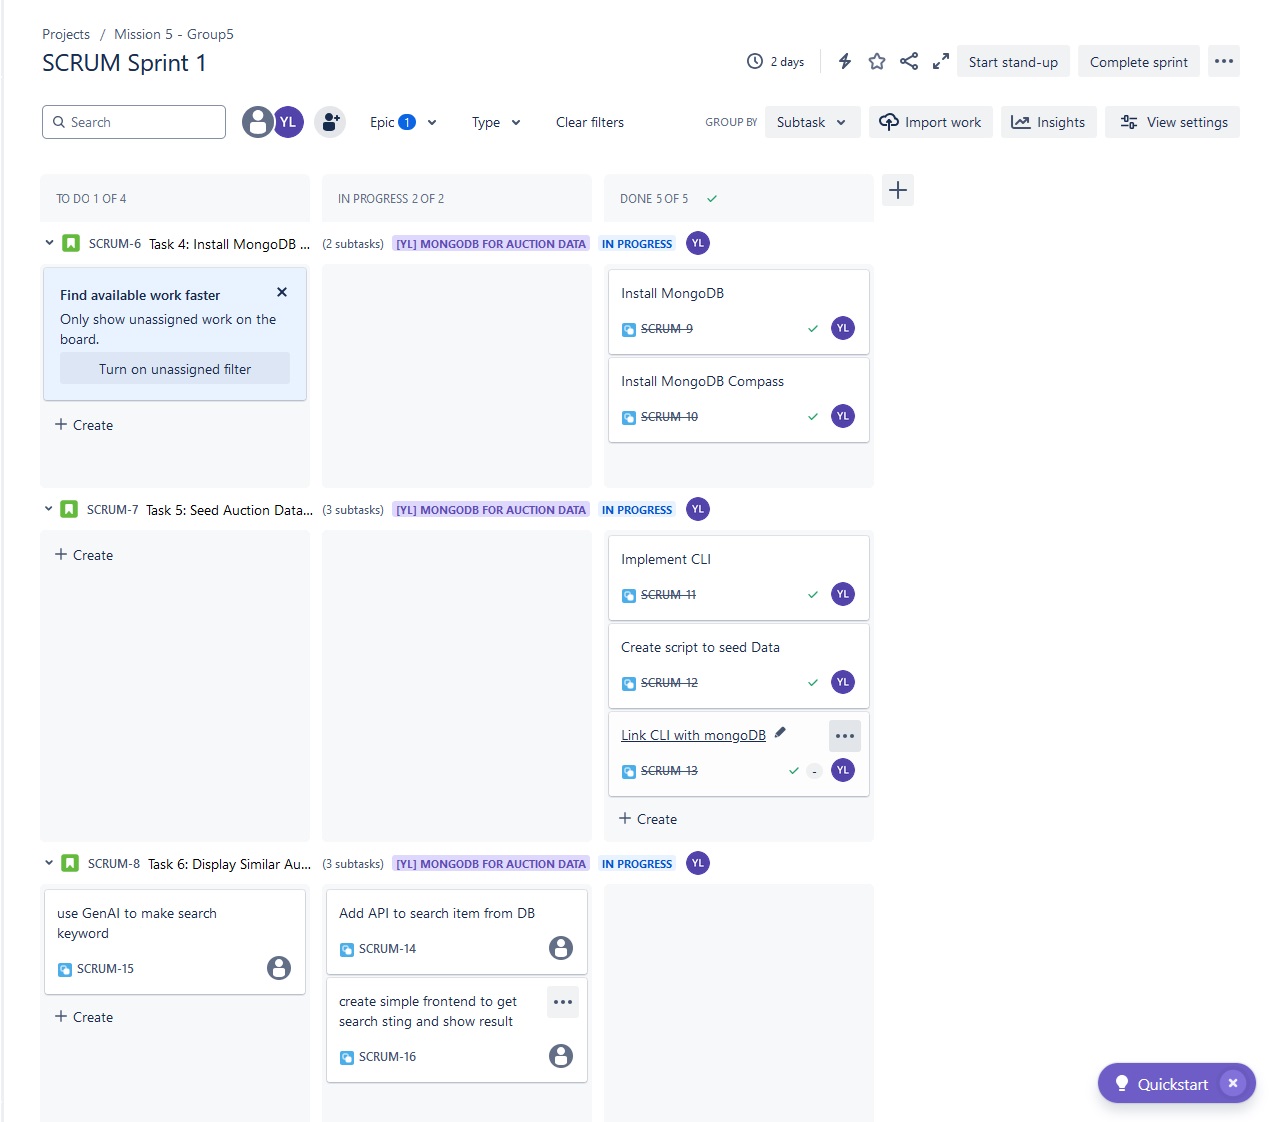 Projects / Mission 5 - Group5
SCRUM Sprint 1
2 days
Start stand-up
Complete sprint
Search
YL
Epic 1
Type
Clear filters
GROUP BY
Subtask
Import work
Insights
View settings
TO DO 1 OF 4
IN PROGRESS 2 OF 2
DONE 5 OF 5
SCRUM-6 Task 4: Install MongoDB ... (2 subtasks) [YL] MONGODB FOR AUCTION DATA IN PROGRESS YL
Find available work faster
Only show unassigned work on the
board.
Turn on unassigned filter
Create
Install MongoDB
SCRUM-9 YL
Install MongoDB Compass
SCRUM-10 YL
SCRUM-7 Task 5: Seed Auction Data... (3 subtasks) [YL] MONGODB FOR AUCTION DATA IN PROGRESS YL
Create
Implement CLI
SCRUM-11 YL
Create script to seed Data
SCRUM-12 YL
Link CLI with mongoDB
SCRUM-13 - YL
Create
SCRUM-8 Task 6: Display Similar Au... (3 subtasks) [YL] MONGODB FOR AUCTION DATA IN PROGRESS YL
use GenAI to make search
keyword
SCRUM-15
Create
Add API to search item from DB
SCRUM-14
create simple frontend to get
search sting and show result
SCRUM-16
Quickstart